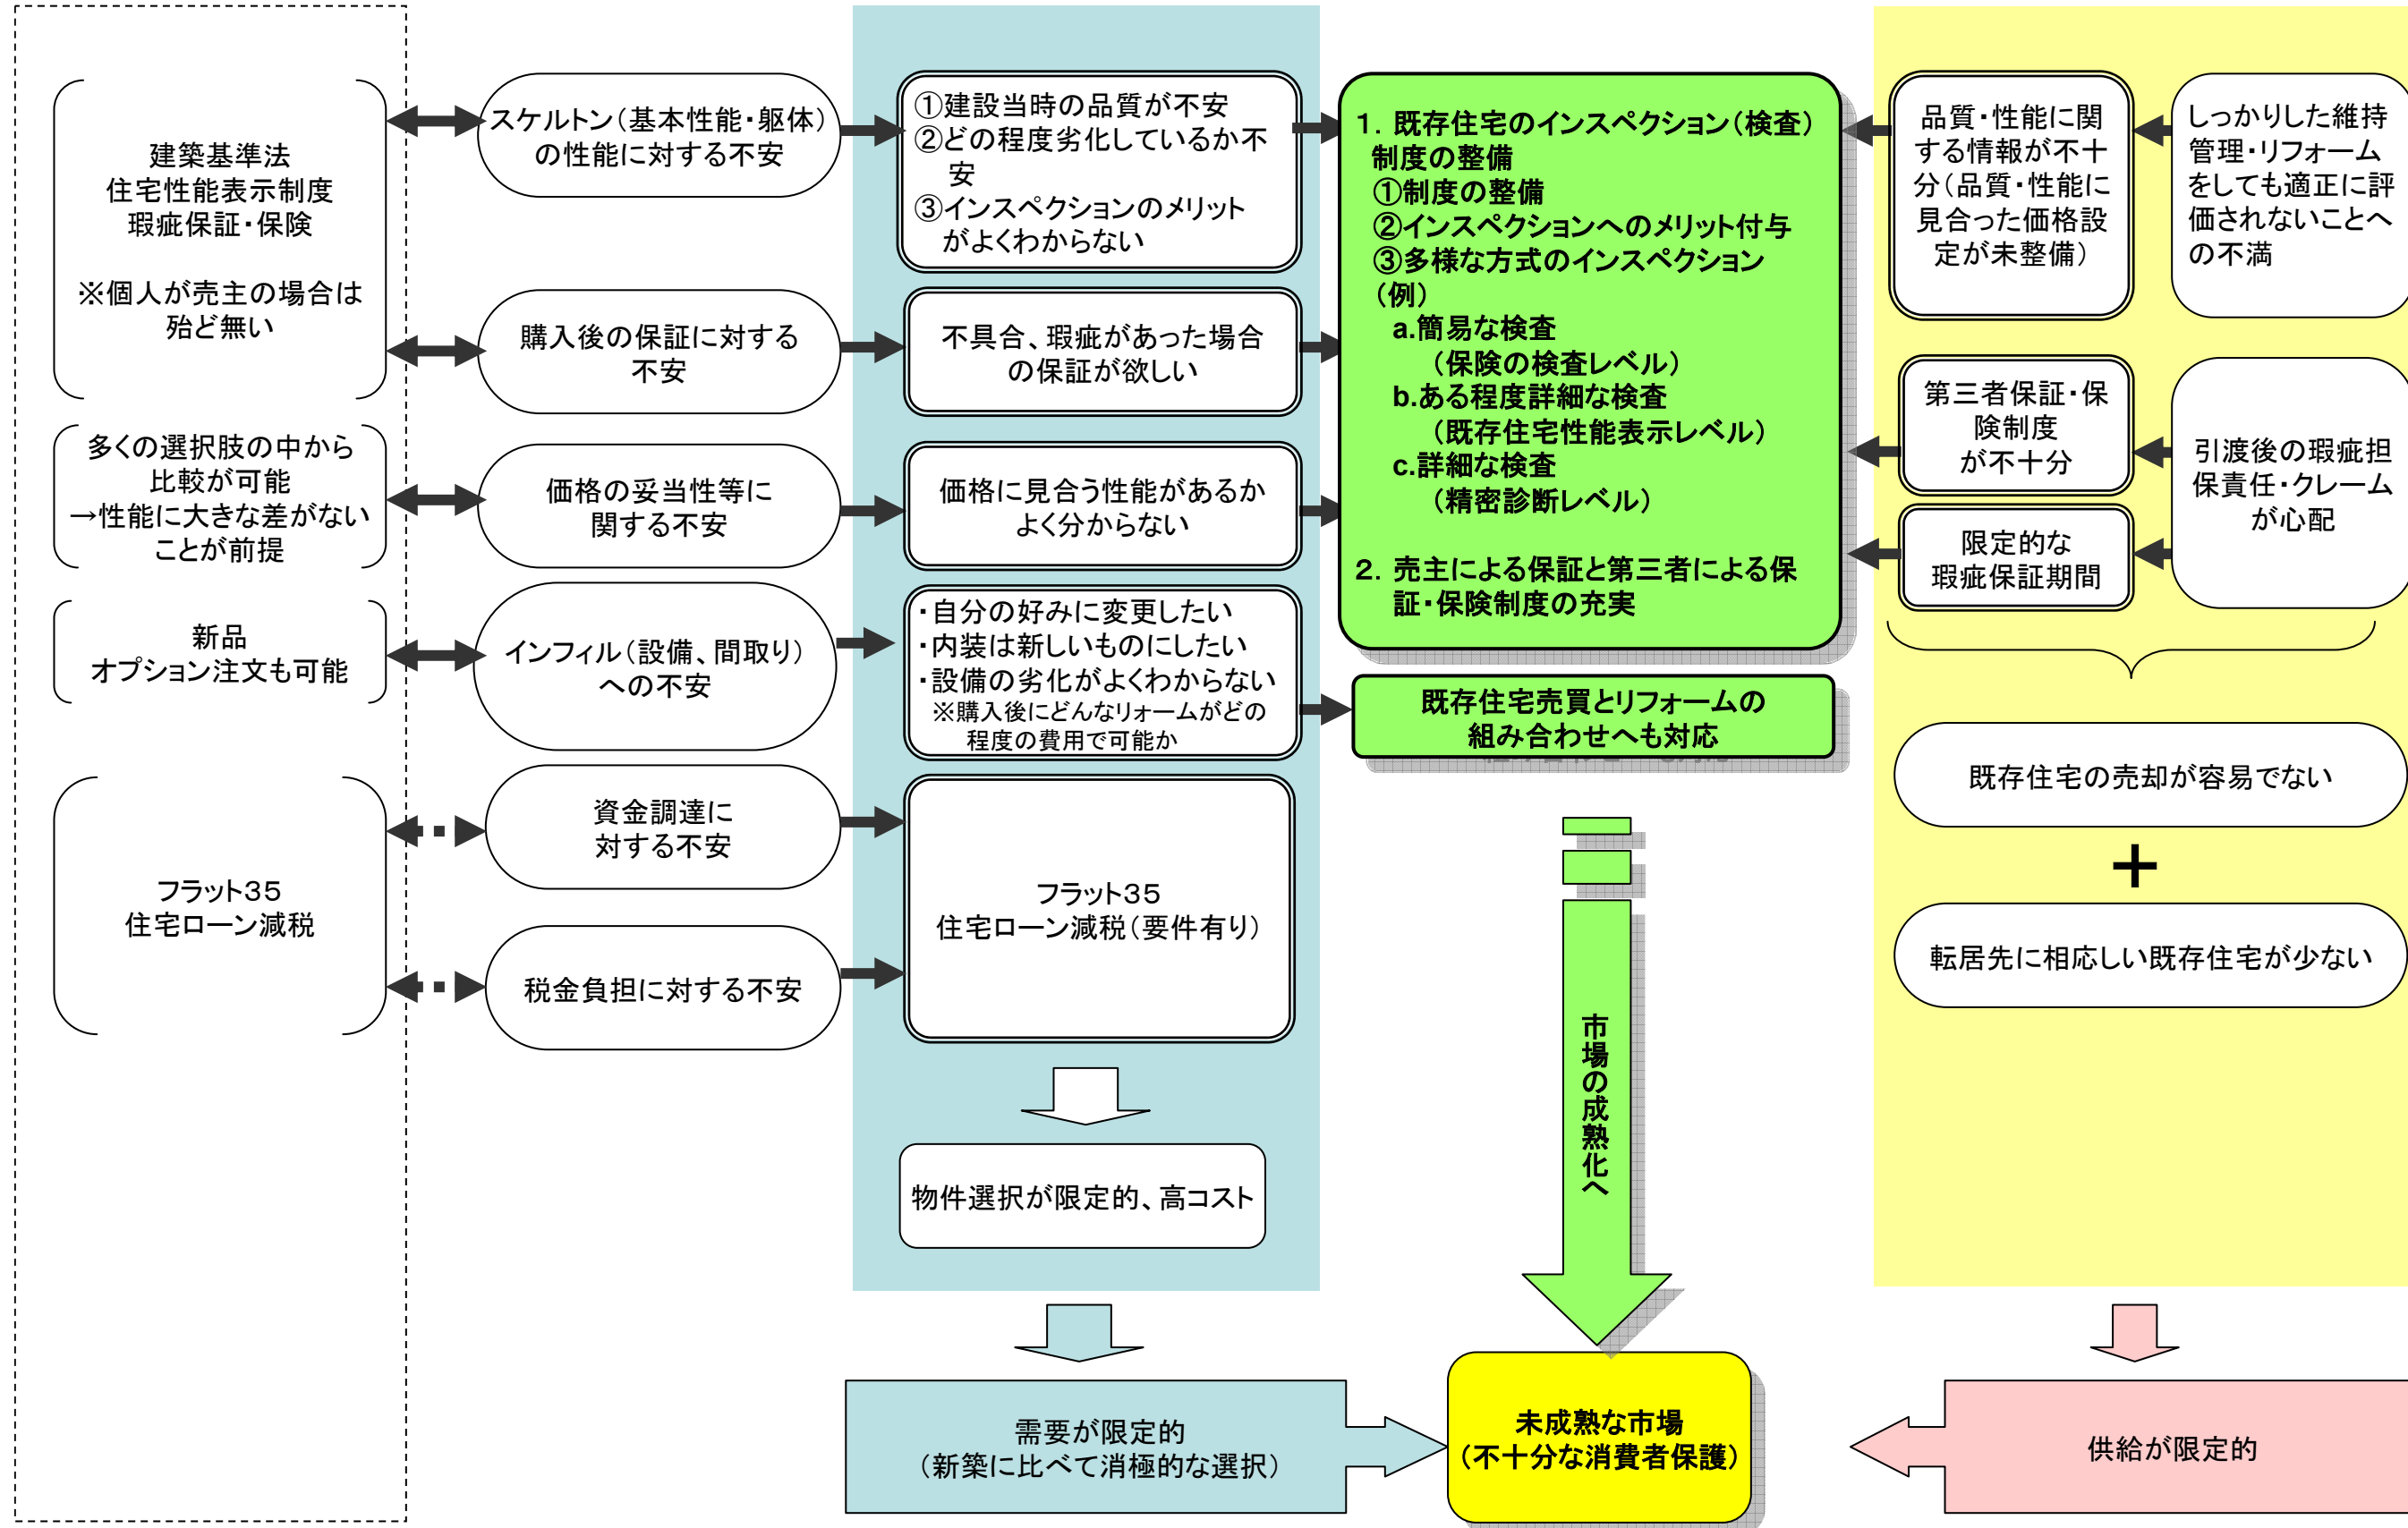 建築基準法
住宅性能表示制度
瑕疵保証・保険
※個人が売主の場合は
殆ど無い
多くの選択肢の中から
比較が可能
→性能に大きな差がない
ことが前提
新品
オプション注文も可能
フラット35
住宅ローン減税
スケルトン(基本性能・躯体)
の性能に対する不安
購入後の保証に対する
不安
価格の妥当性等に
関する不安
インフィル(設備、間取り)
への不安
資金調達に
対する不安
税金負担に対する不安
①建設当時の品質が不安
②どの程度劣化しているか不
安
③インスペクションのメリット
がよくわからない
不具合、瑕疵があった場合
の保証が欲しい
価格に見合う性能があるか
よく分からない
・自分の好みに変更したい
・内装は新しいものにしたい
・設備の劣化がよくわからない
※購入後にどんなリォームがどの
程度の費用で可能か
フラット35
住宅ローン減税(要件有り)
物件選択が限定的、高コスト
需要が限定的
(新築に比べて消極的な選択)
1. 既存住宅のインスペクション(検査)
制度の整備
①制度の整備
②インスペクションへのメリット付与
③多様な方式のインスペクション
(例)
a.簡易な検査
(保険の検査レベル)
b.ある程度詳細な検査
(既存住宅性能表示レベル)
c.詳細な検査
(精密診断レベル)
2. 売主による保証と第三者による保
証・保険制度の充実
既存住宅売買とリフォームの
組み合わせへも対応
市場の成熟化へ
未成熟な市場
(不十分な消費者保護)
品質・性能に関
する情報が不十
分(品質・性能に
見合った価格設
定が未整備)
第三者保証・保
険制度
が不十分
限定的な
瑕疵保証期間
しっかりした維持
管理・リフォーム
をしても適正に評
価されないことへ
の不満
引渡後の瑕疵担
保責任・クレーム
が心配
既存住宅の売却が容易でない
+
転居先に相応しい既存住宅が少ない
供給が限定的